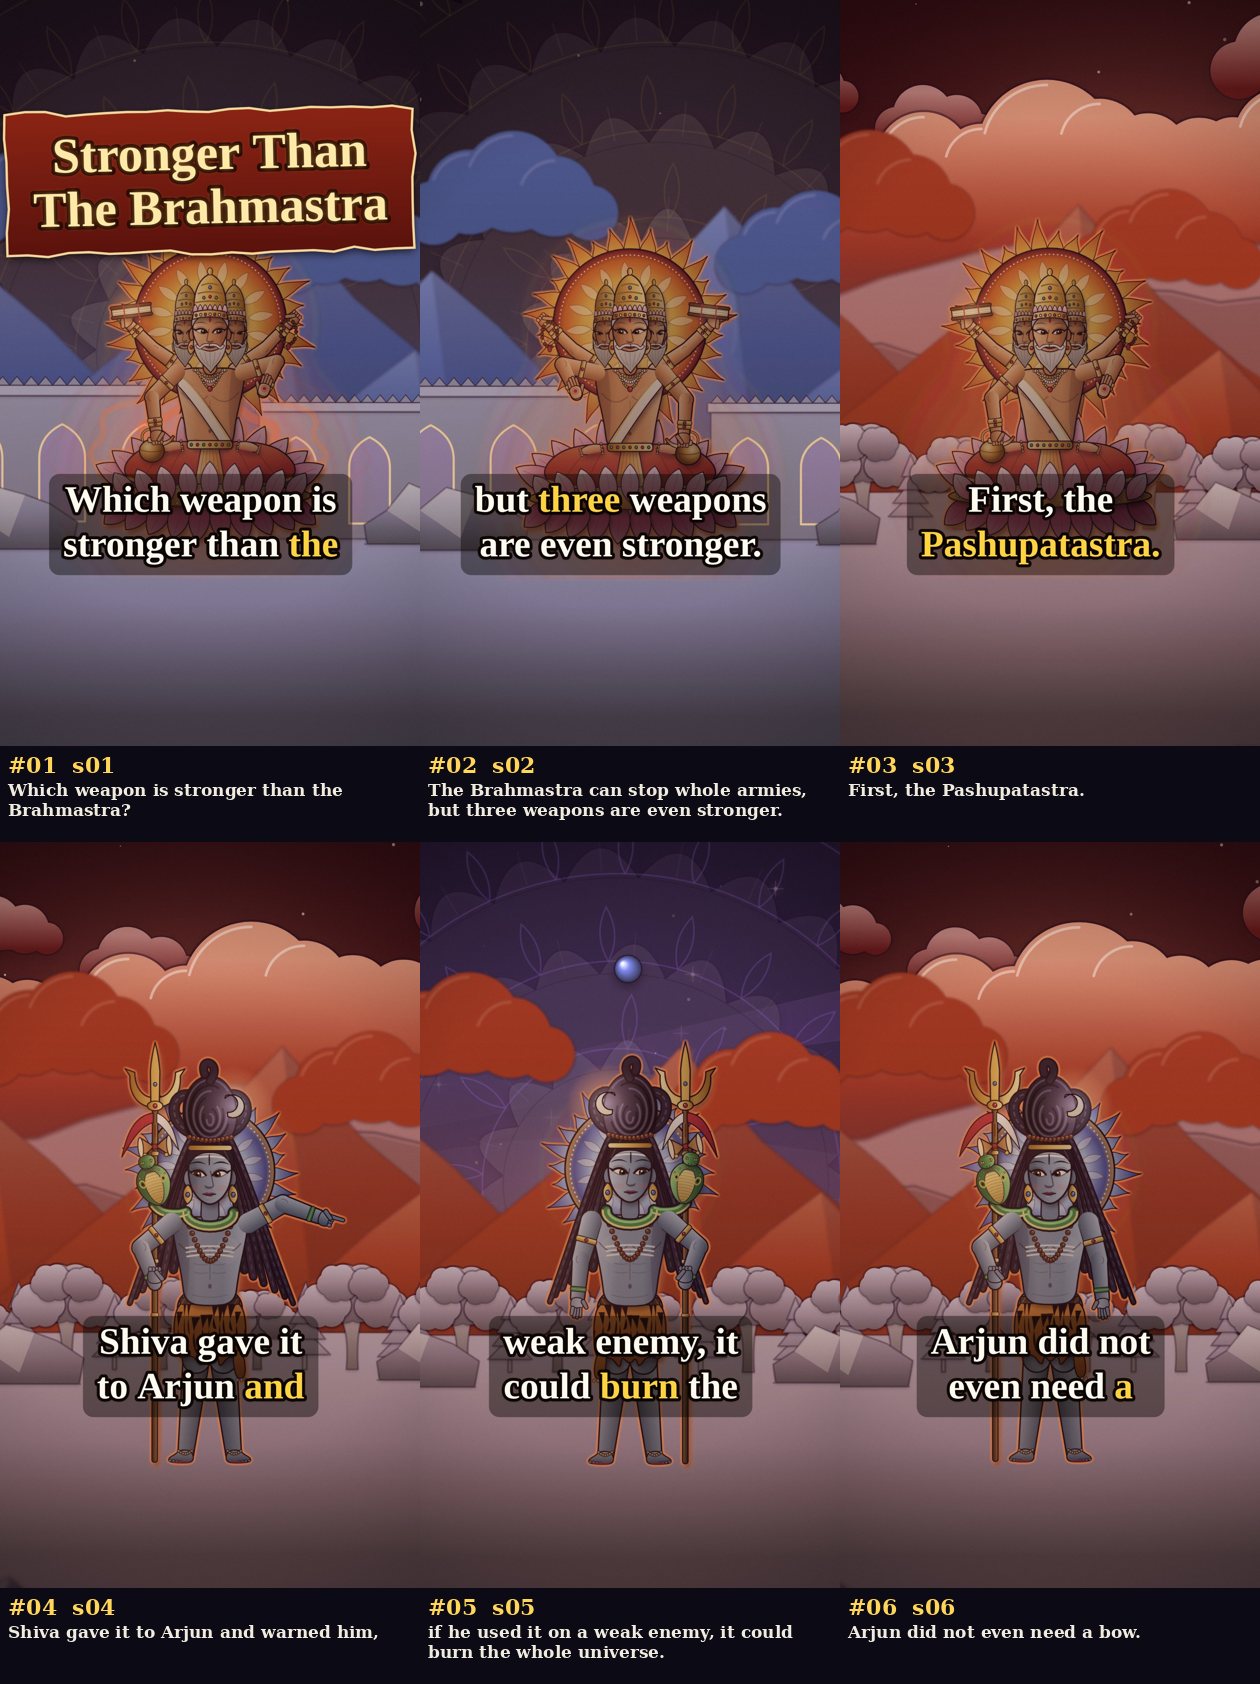 Stronger Than
The Brahmastra
Which weapon is
stronger than the
but three weapons
are even stronger.
First, the
Pashupatastra.
#01 s01
Which weapon is stronger than the
Brahmastra?
#02 s02
The Brahmastra can stop whole armies,
but three weapons are even stronger.
#03 s03
First, the Pashupatastra.
Shiva gave it
to Arjun and
weak enemy, it
could burn the
Arjun did not
even need a
#04 s04
Shiva gave it to Arjun and warned him,
#05 s05
if he used it on a weak enemy, it could
burn the whole universe.
#06 s06
Arjun did not even need a bow.